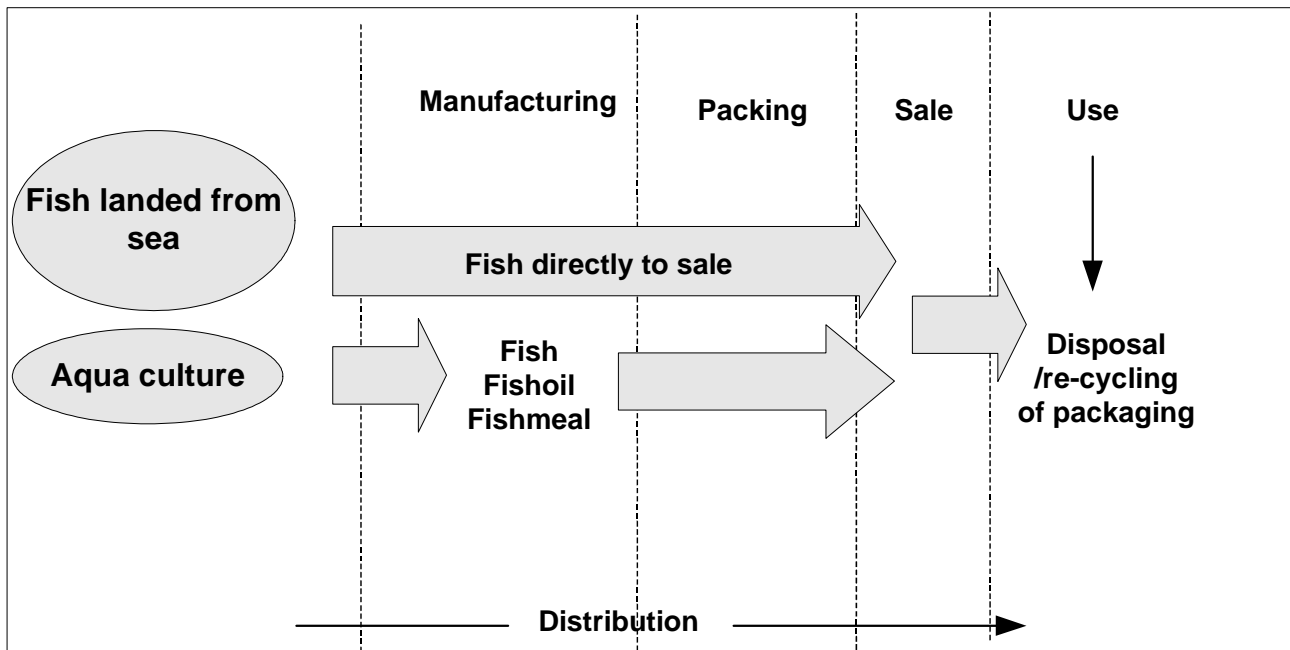 Manufacturing
Packing
Sale
Use
Fish landed from
sea
Fish directly to sale
Aqua culture
Fish
Fishoil
Fishmeal
Disposal
/re-cycling
of packaging
Distribution